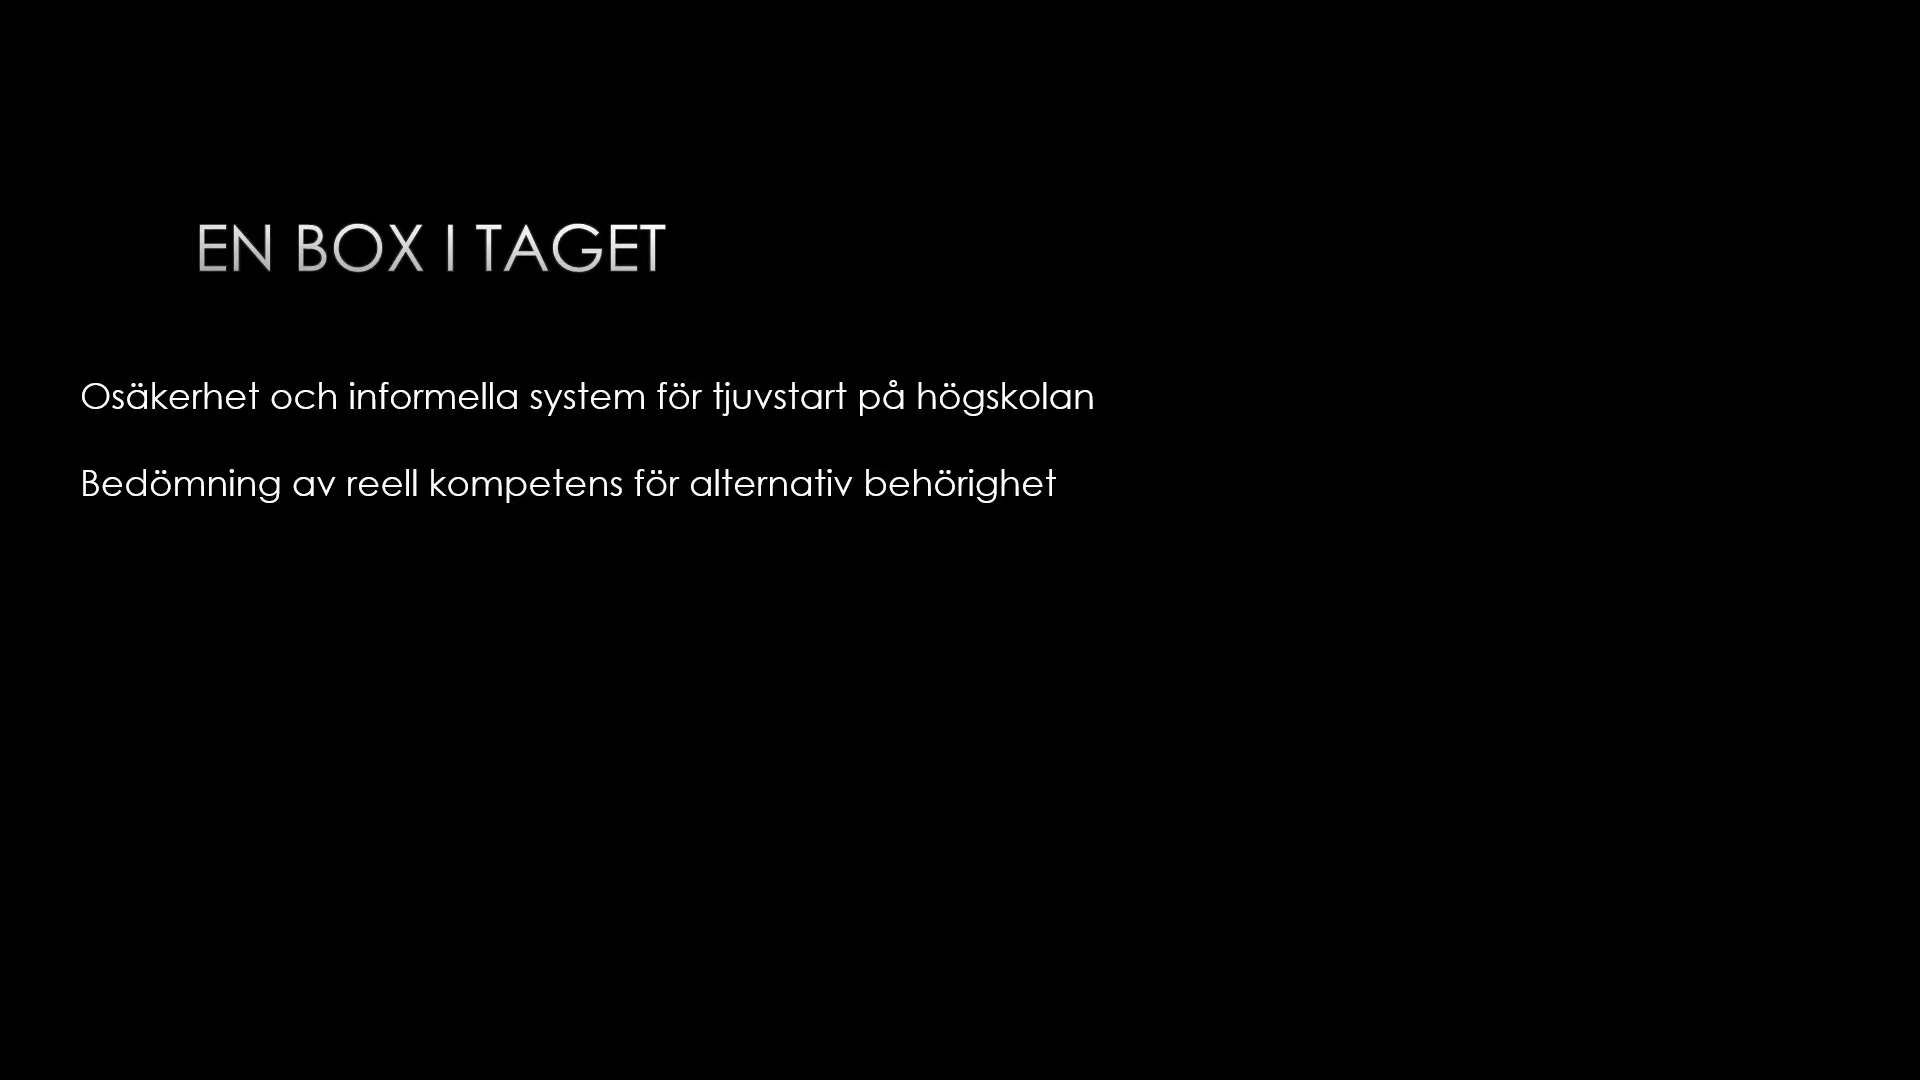 EN BOX I TAGET
Osäkerhet och informella system för tjuvstart på högskolan
Bedömning av reell kompetens för alternativ behörighet